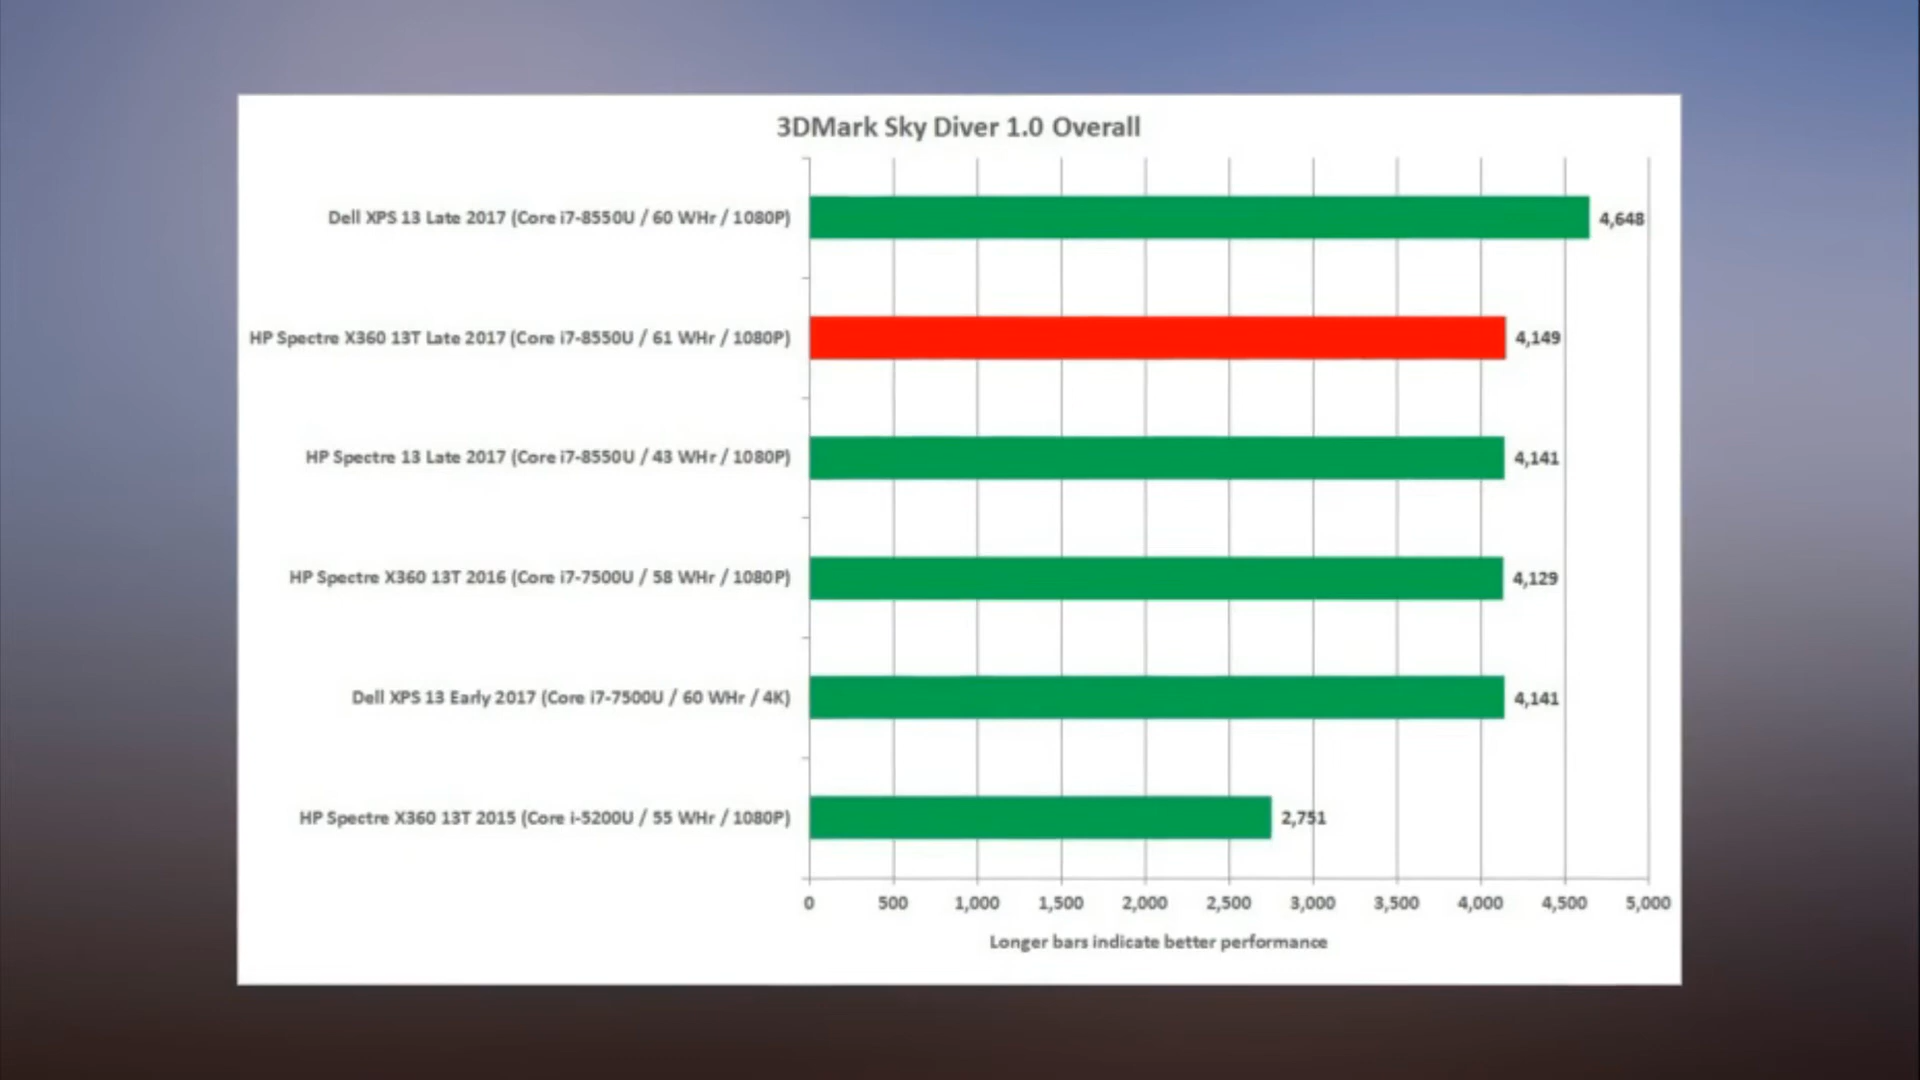 3DMark Sky Diver 1.0 Overall
Dell XPS 13 Late 2017 (Core i7-8550U / 60 WHr / 1080P)
4,648
HP Spectre X360 13T Late 2017 (Core i7-8550U / 61 WHr / 1080P)
4,149
HP Spectre 13 Late 2017 (Core i7-8550U / 43 WHr / 1080P)
4,141
HP Spectre X360 13T 2016 (Core i7-7500U / 58 WHr / 1080P)
4,129
Dell XPS 13 Early 2017 (Core i7-7500U / 60 WHr / 4K)
4,141
HP Spectre X360 13T 2015 (Core i-5200U / 55 WHr / 1080P)
2,751
0 500 1,000 1,500 2,000 2,500 3,000 3,500 4,000 4,500 5,000
Longer bars indicate better performance